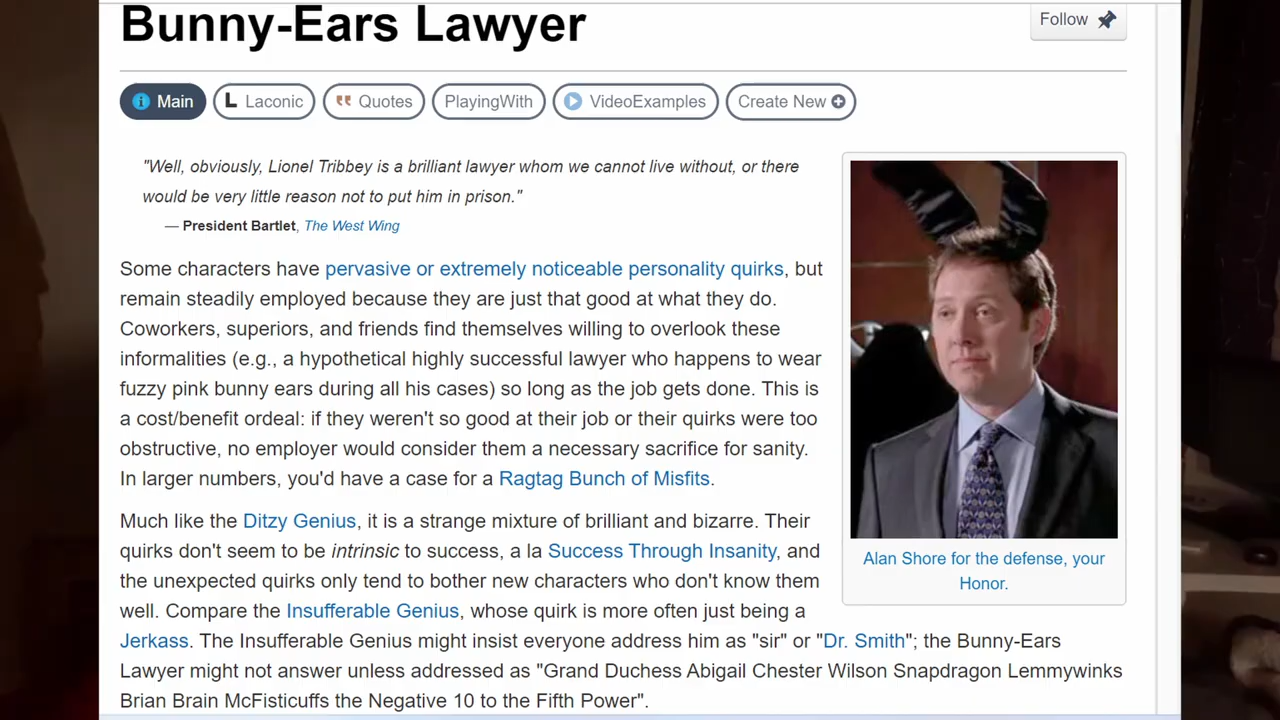 Bunny-Ears Lawyer
Follow
Main
Laconic
Quotes
PlayingWith
VideoExamples
Create New
"Well, obviously, Lionel Tribbey is a brilliant lawyer whom we cannot live without, or there
would be very little reason not to put him in prison."
— President Bartlet, The West Wing
Some characters have pervasive or extremely noticeable personality quirks, but
remain steadily employed because they are just that good at what they do.
Coworkers, superiors, and friends find themselves willing to overlook these
informalities (e.g., a hypothetical highly successful lawyer who happens to wear
fuzzy pink bunny ears during all his cases) so long as the job gets done. This is
a cost/benefit ordeal: if they weren't so good at their job or their quirks were too
obstructive, no employer would consider them a necessary sacrifice for sanity.
In larger numbers, you'd have a case for a Ragtag Bunch of Misfits.
Alan Shore for the defense, your
Honor.
Much like the Ditzy Genius, it is a strange mixture of brilliant and bizarre. Their
quirks don't seem to be intrinsic to success, a la Success Through Insanity, and
the unexpected quirks only tend to bother new characters who don't know them
well. Compare the Insufferable Genius, whose quirk is more often just being a
Jerkass. The Insufferable Genius might insist everyone address him as "sir" or "Dr. Smith"; the Bunny-Ears
Lawyer might not answer unless addressed as "Grand Duchess Abigail Chester Wilson Snapdragon Lemmywinks
Brian Brain McFisticuffs the Negative 10 to the Fifth Power".